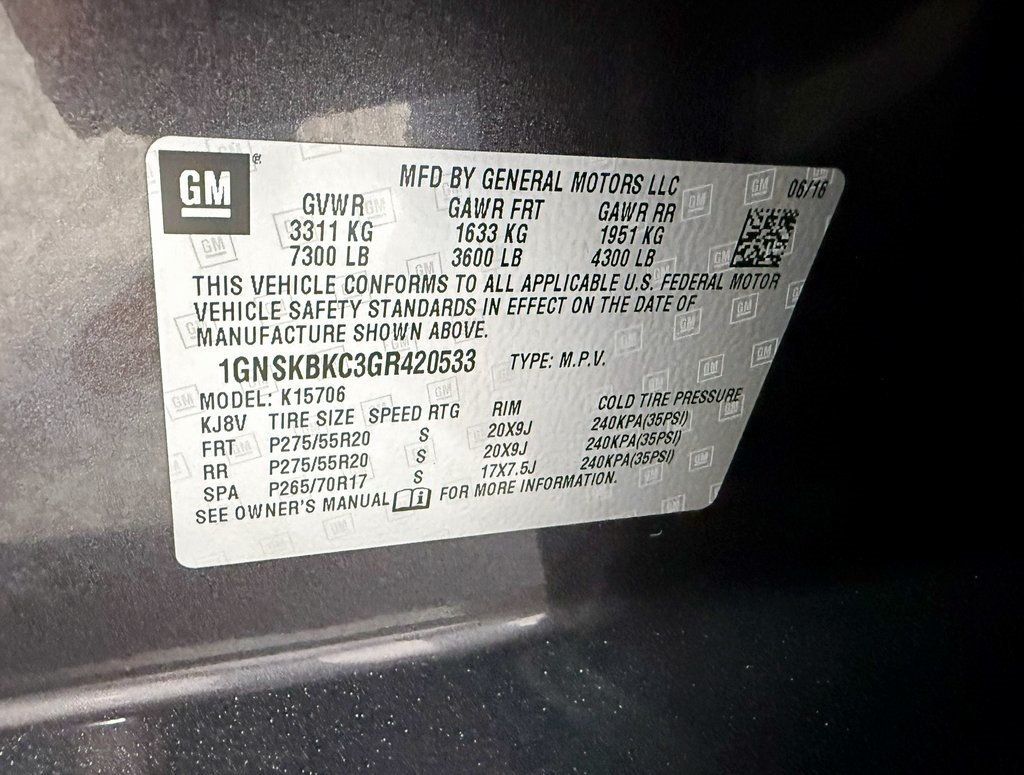 GM
MFD BY GENERAL MOTORS LLC 06/16
GVWR GAWR FRT GAWR RR
3311 KG 1633 KG 1951 KG
7300 LB 3600 LB 4300 LB
THIS VEHICLE CONFORMS TO ALL APPLICABLE U.S. FEDERAL MOTOR
VEHICLE SAFETY STANDARDS IN EFFECT ON THE DATE OF
MANUFACTURE SHOWN ABOVE.
1GNSKBKC3GR420533 TYPE: M.P.V.
MODEL: K15706
KJ8V TIRE SIZE SPEED RTG RIM COLD TIRE PRESSURE
FRT P275/55R20 S 20X9J 240KPA(35PSI)
RR P275/55R20 S 20X9J 240KPA(35PSI)
SPA P265/70R17 S 17X7.5J 240KPA(35PSI)
SEE OWNER'S MANUAL i FOR MORE INFORMATION.